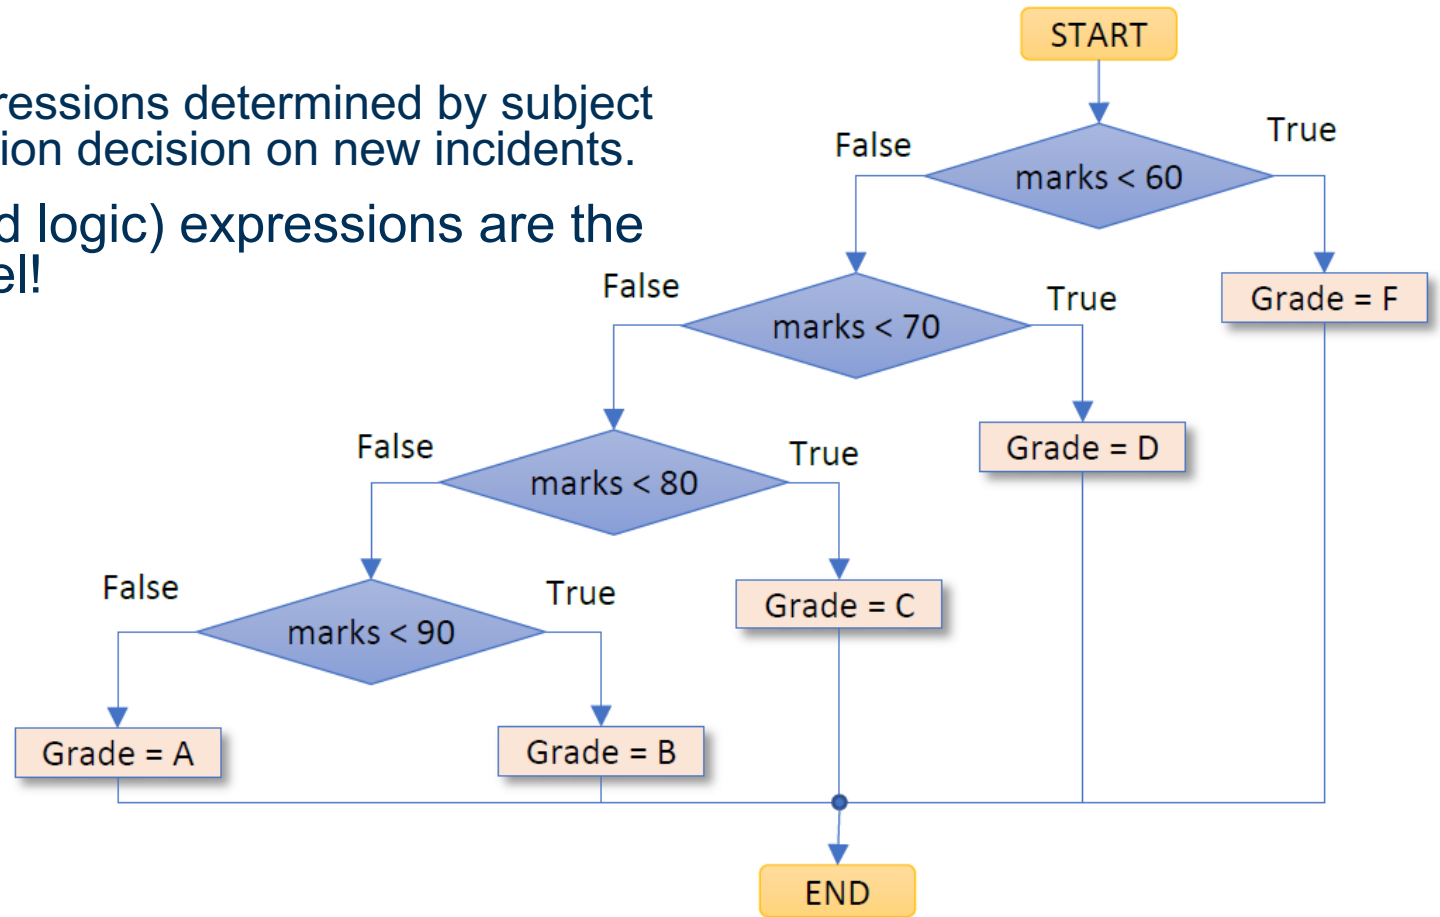 START
ressions determined by subject
ion decision on new incidents.
d logic) expressions are the
el!
False
True
marks < 60
False
True
marks < 70
Grade = F
False
True
marks < 80
Grade = D
False
True
marks < 90
Grade = C
Grade = A
Grade = B
END